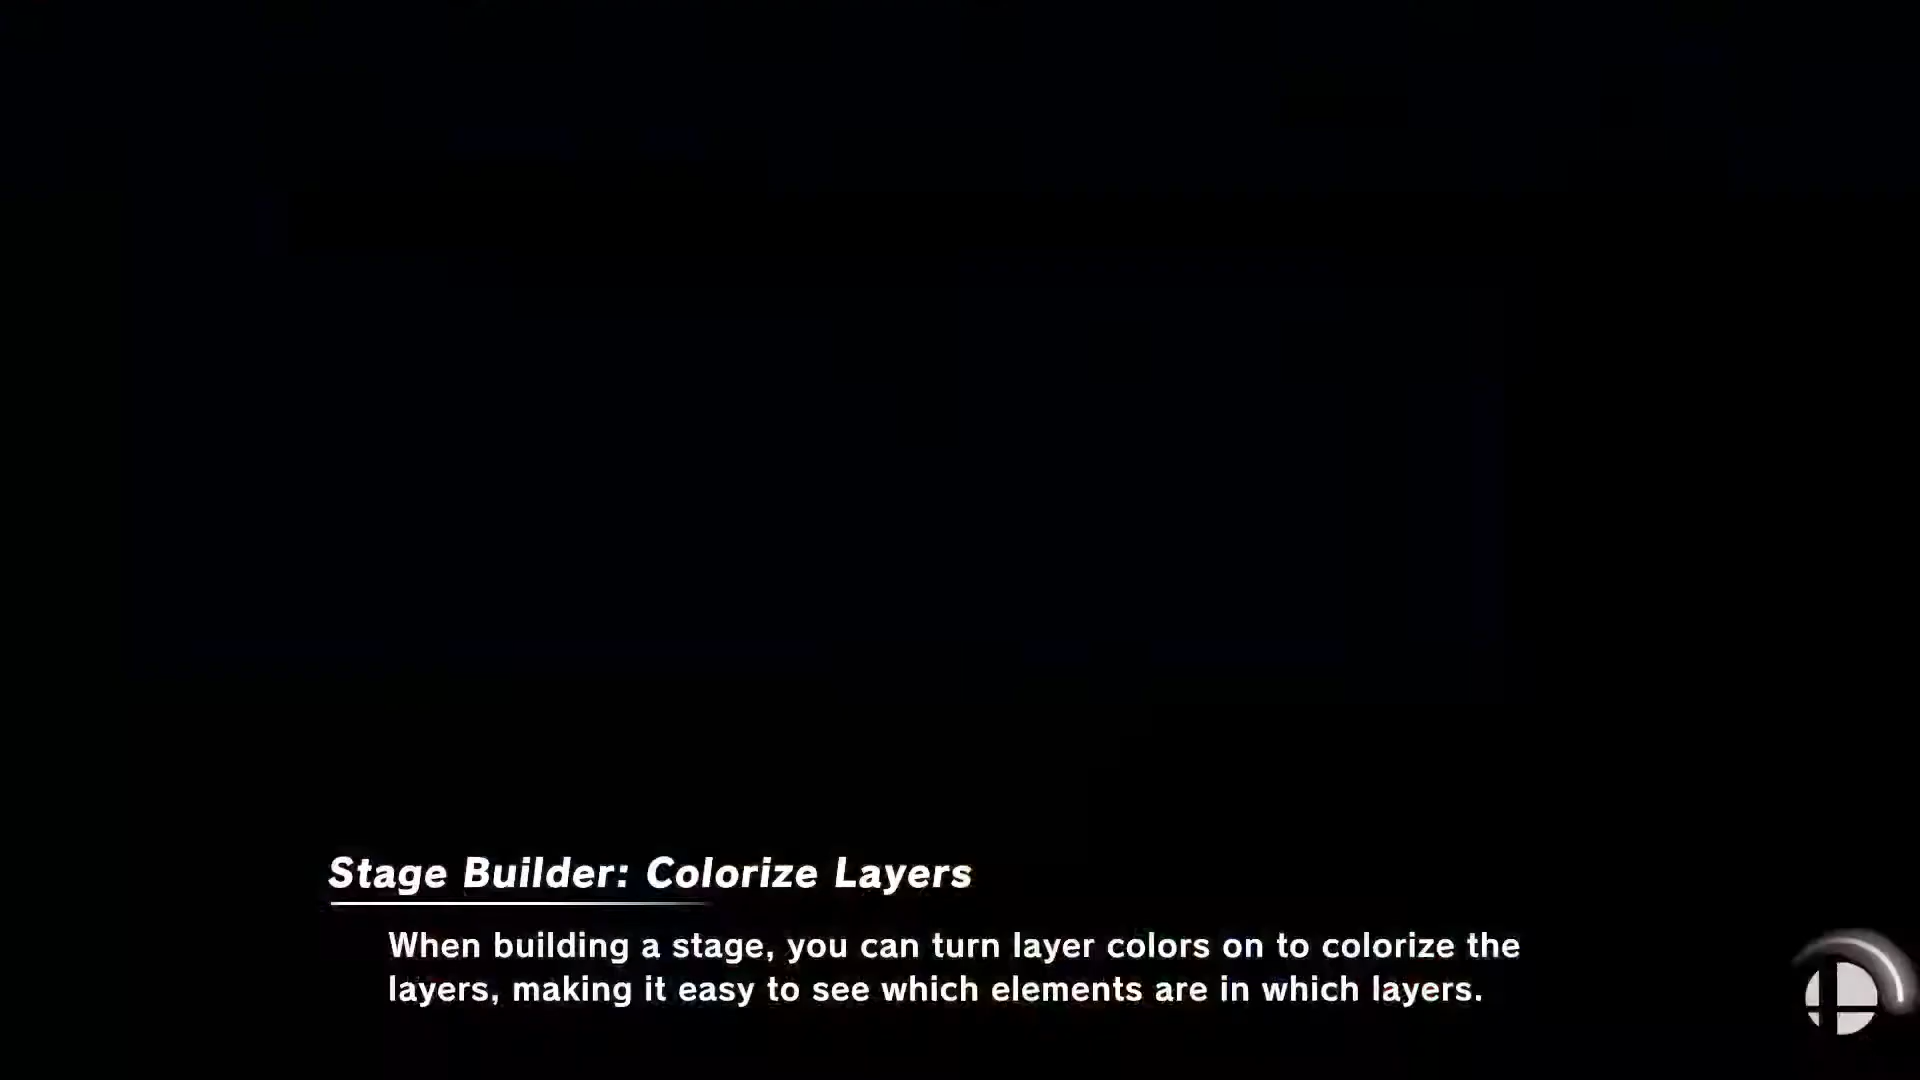 Stage Builder: Colorize Layers
When building a stage, you can turn layer colors on to colorize the
layers, making it easy to see which elements are in which layers.